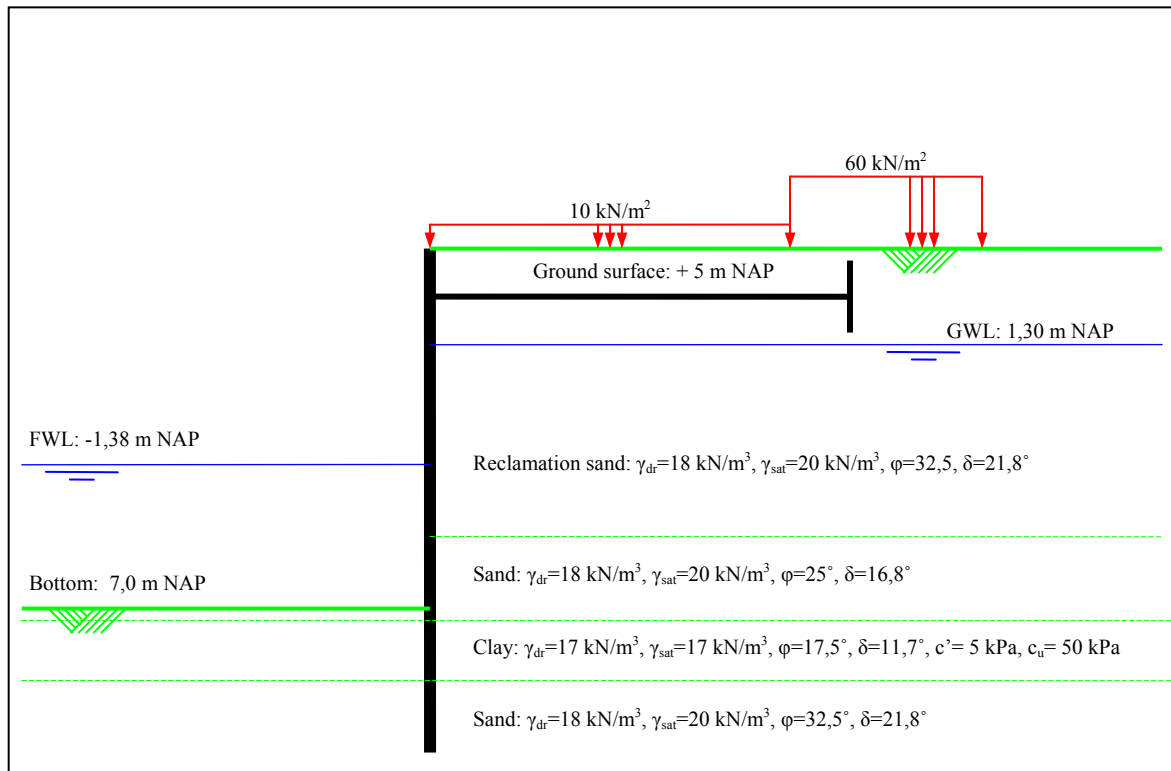 60 kN/m²
10 kN/m²
Ground surface: + 5 m NAP
GWL: 1,30 m NAP
FWL: -1,38 m NAP
Reclamation sand: γdr=18 kN/m³, γsat=20 kN/m³, φ=32,5, δ=21,8˚
Sand: γdr=18 kN/m³, γsat=20 kN/m³, φ=25˚, δ=16,8˚
Bottom: 7,0 m NAP
Clay: γdr=17 kN/m³, γsat=17 kN/m³, φ=17,5˚, δ=11,7˚, c’= 5 kPa, cu= 50 kPa
Sand: γdr=18 kN/m³, γsat=20 kN/m³, φ=32,5˚, δ=21,8˚